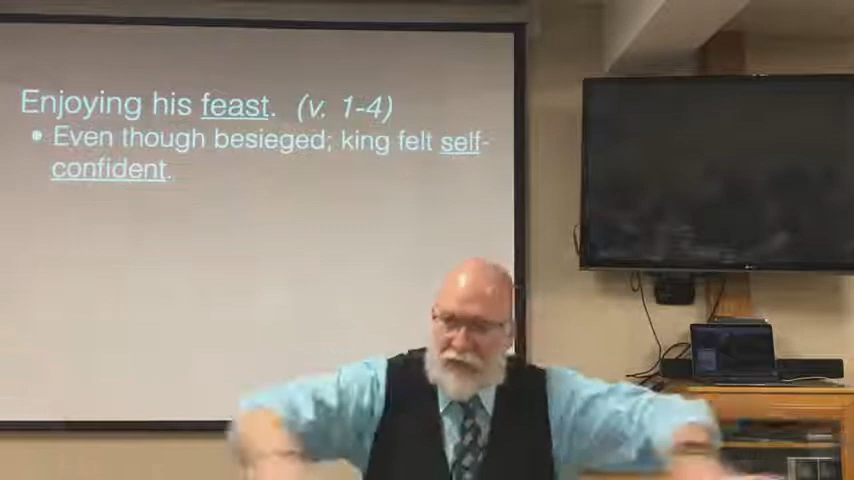 Enjoying his feast. (v. 1-4)
• Even though besieged; king felt self-
confident.